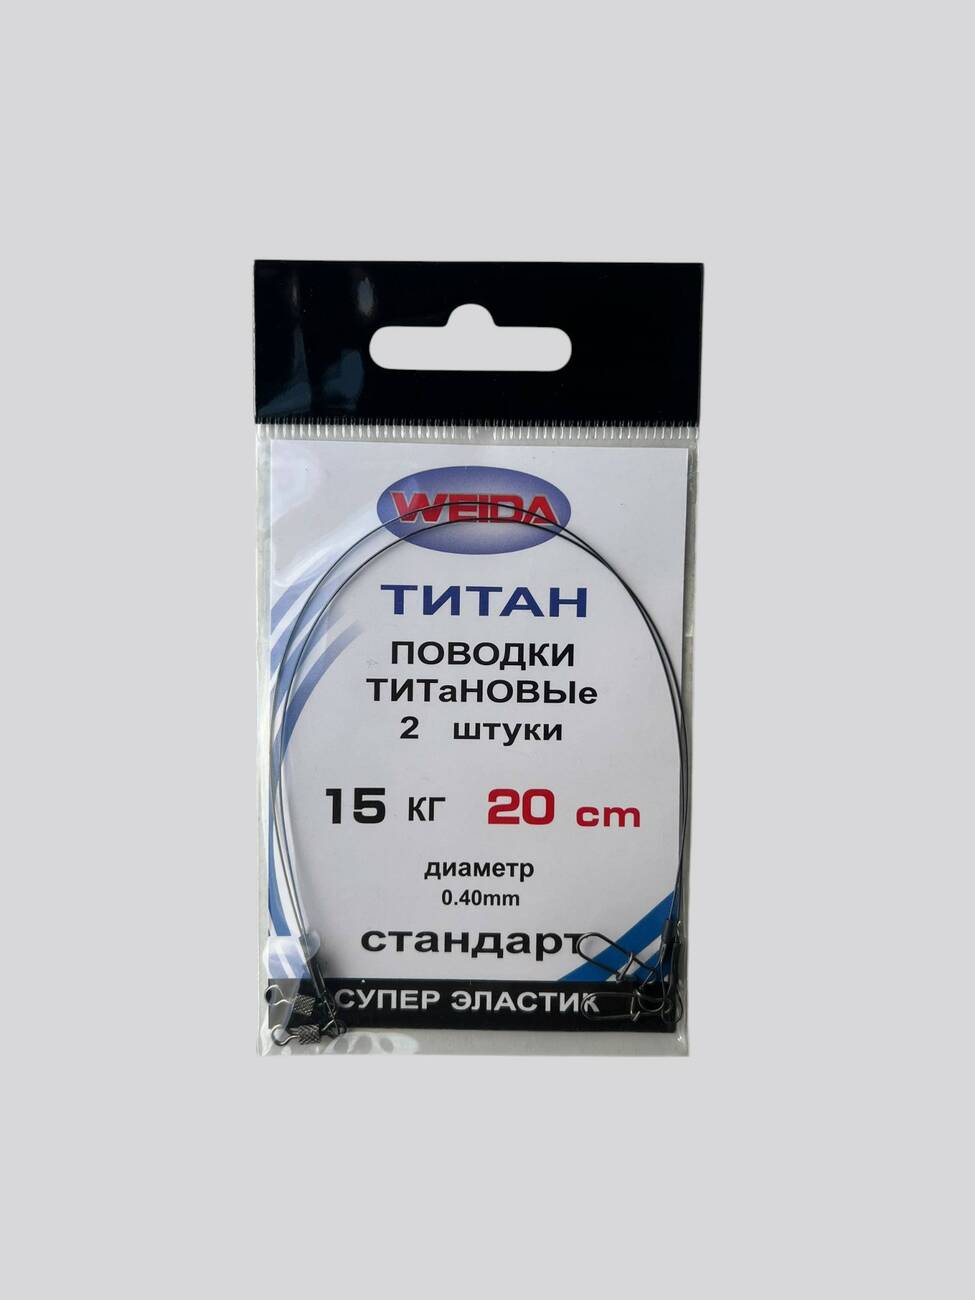 WEIDA
ТИТАН
ПОВОДКИ
ТИТаНОВЫе
2 штуки
15 кг 20 cm
диаметр
0.40mm
стандарт
СУПЕР ЭЛАСТИК